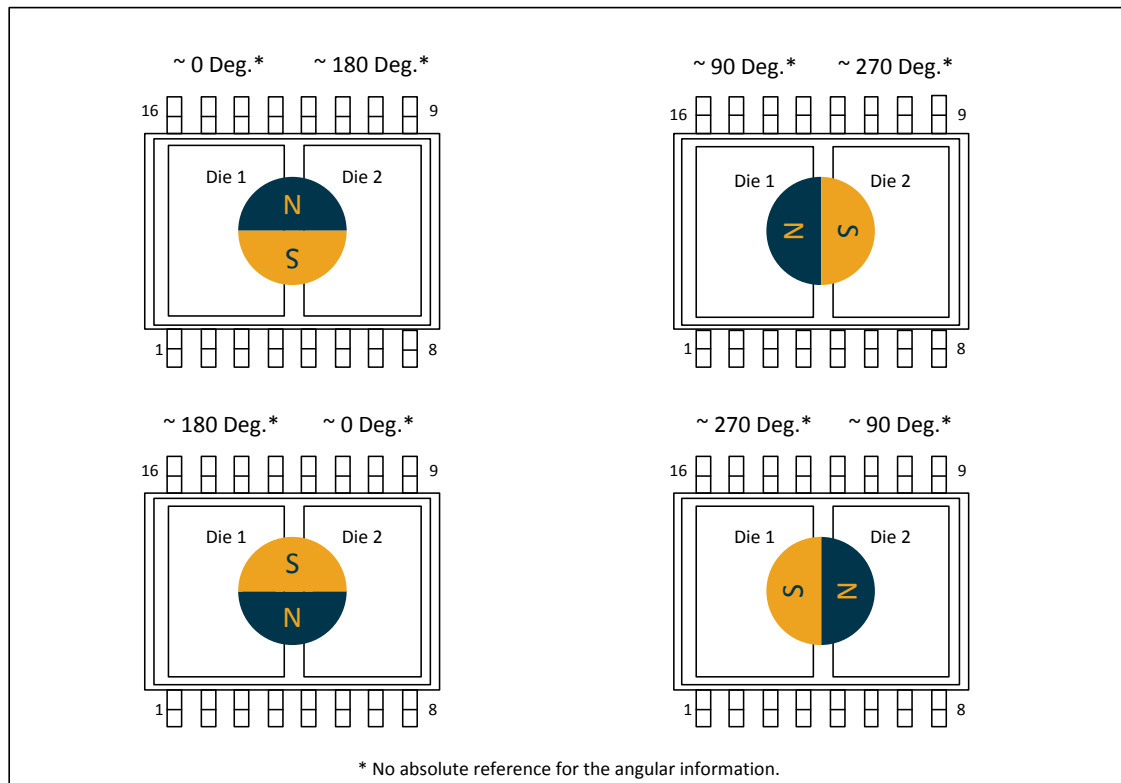 ~ 0 Deg.* ~ 180 Deg.*
16 9
Die 1 Die 2
N
S
1 8
~ 90 Deg.* ~ 270 Deg.*
16 9
Die 1 Die 2
N S
1 8
~ 180 Deg.* ~ 0 Deg.*
16 9
Die 1 Die 2
S
N
1 8
~ 270 Deg.* ~ 90 Deg.*
16 9
Die 1 Die 2
S N
1 8
* No absolute reference for the angular information.